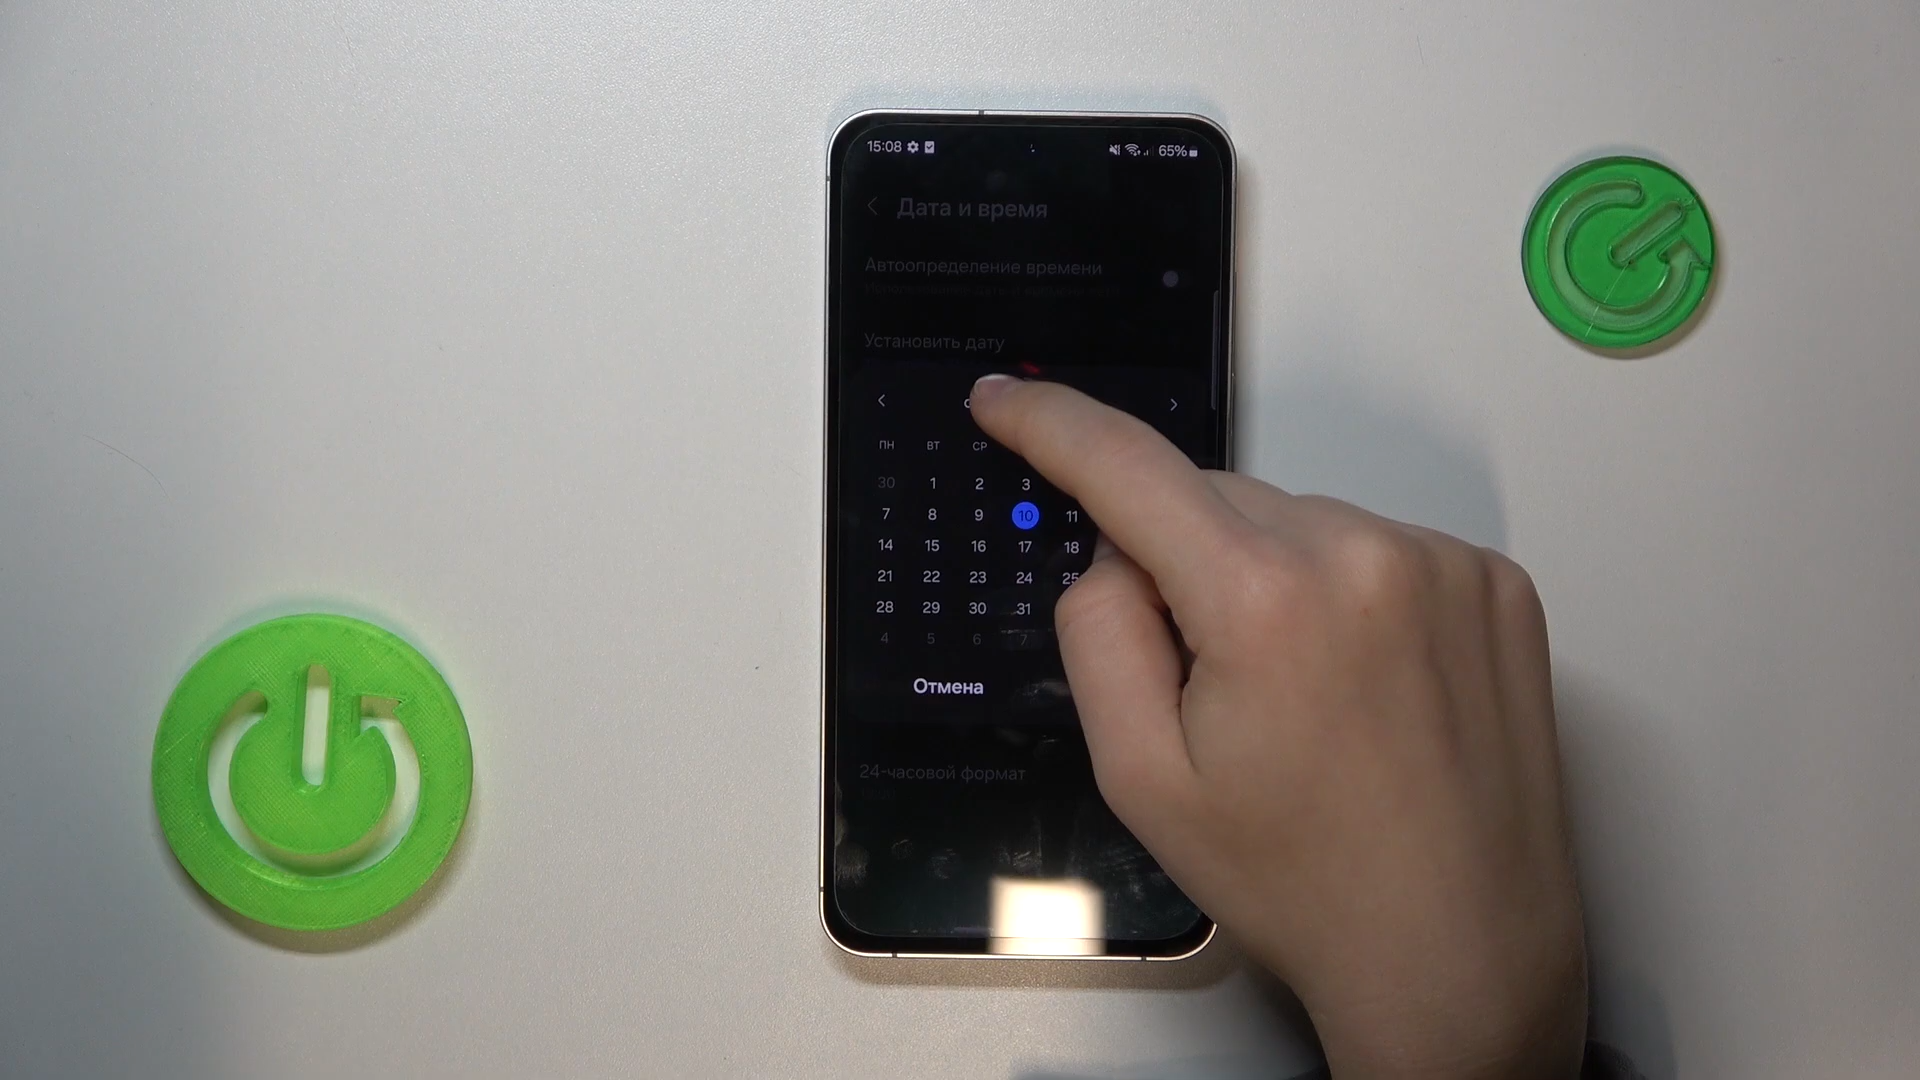 15:08 65%
Дата и время
Автоопределение времени
Установить дату
ПН ВТ СР
30 1 2 3
7 8 9 10 11
14 15 16 17 18
21 22 23 24 25
28 29 30 31
4 5 6 7
Отмена
24-часовой формат